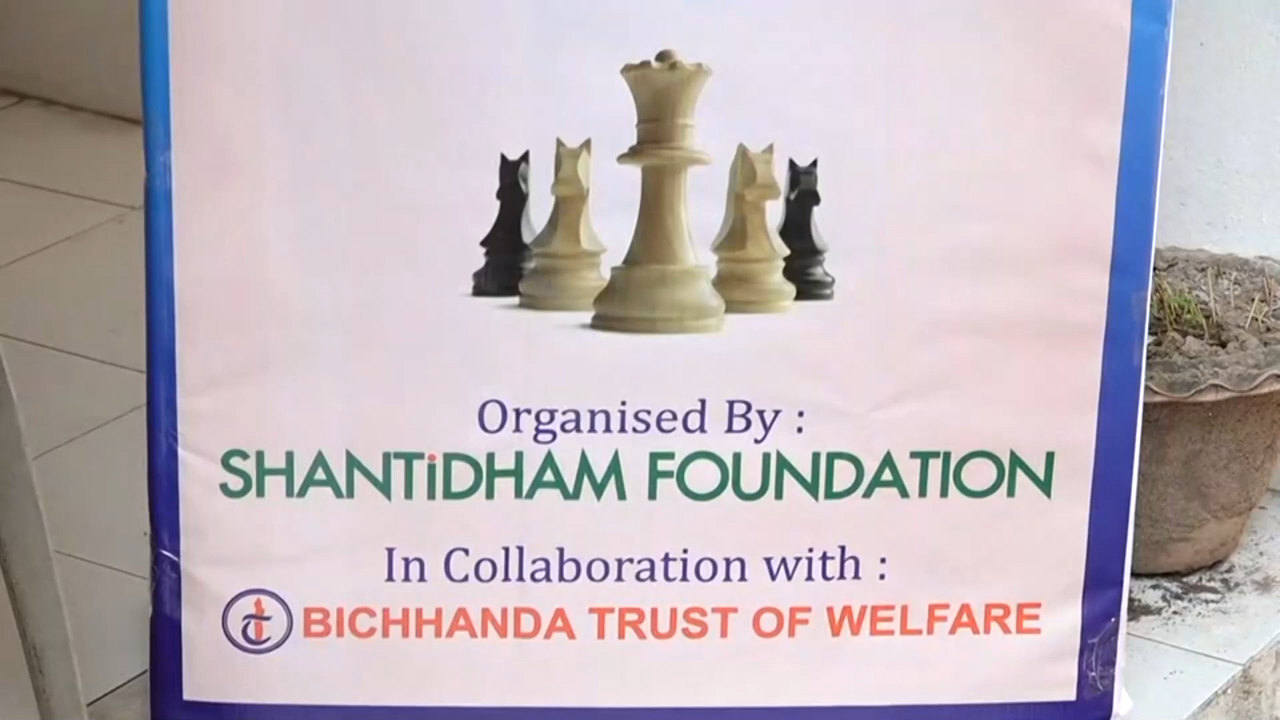 Organised By :
SHANTiDHAM FOUNDATION
In Collaboration with :
BICHHANDA TRUST OF WELFARE